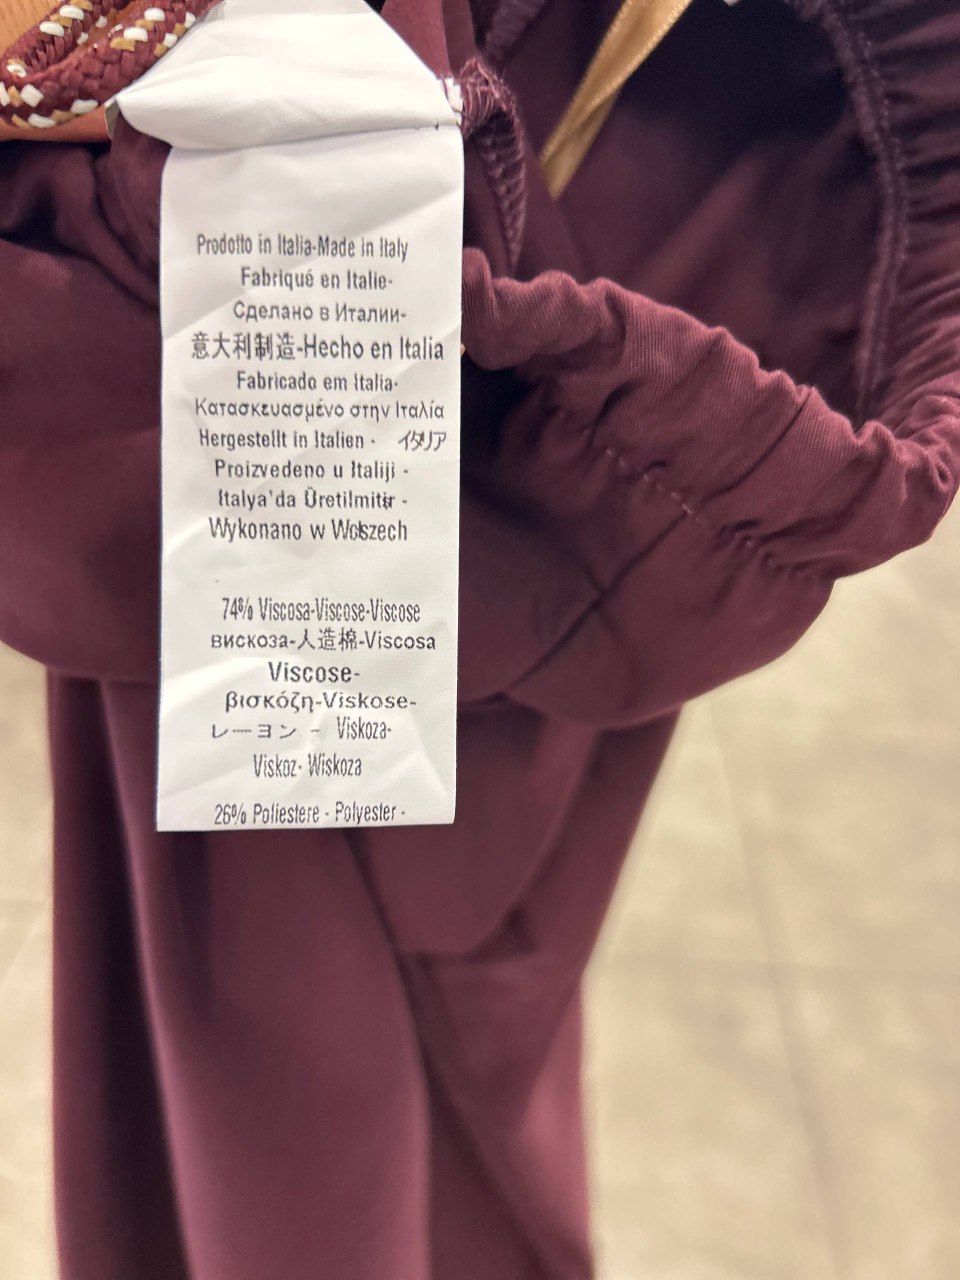 Prodotto in Italia-Made in Italy
Fabriqué en Italie-
Сделано в Италии-
意大利制造-Hecho en Italia
Fabricado em Italia-
Κατασκευασμένο στην Ιταλία
Hergestellt in Italien - イタリア
Proizvedeno u Italiji -
Italya'da Üretilmitir -
Wykonano w Wolszech
74% Viscosa-Viscose-Viscose
вискоза-人造棉-Viscosa
Viscose-
βισκόζη-Viskose-
レーヨン - Viskoza-
Viskoz- Wiskoza
26% Poliestere - Polyester -